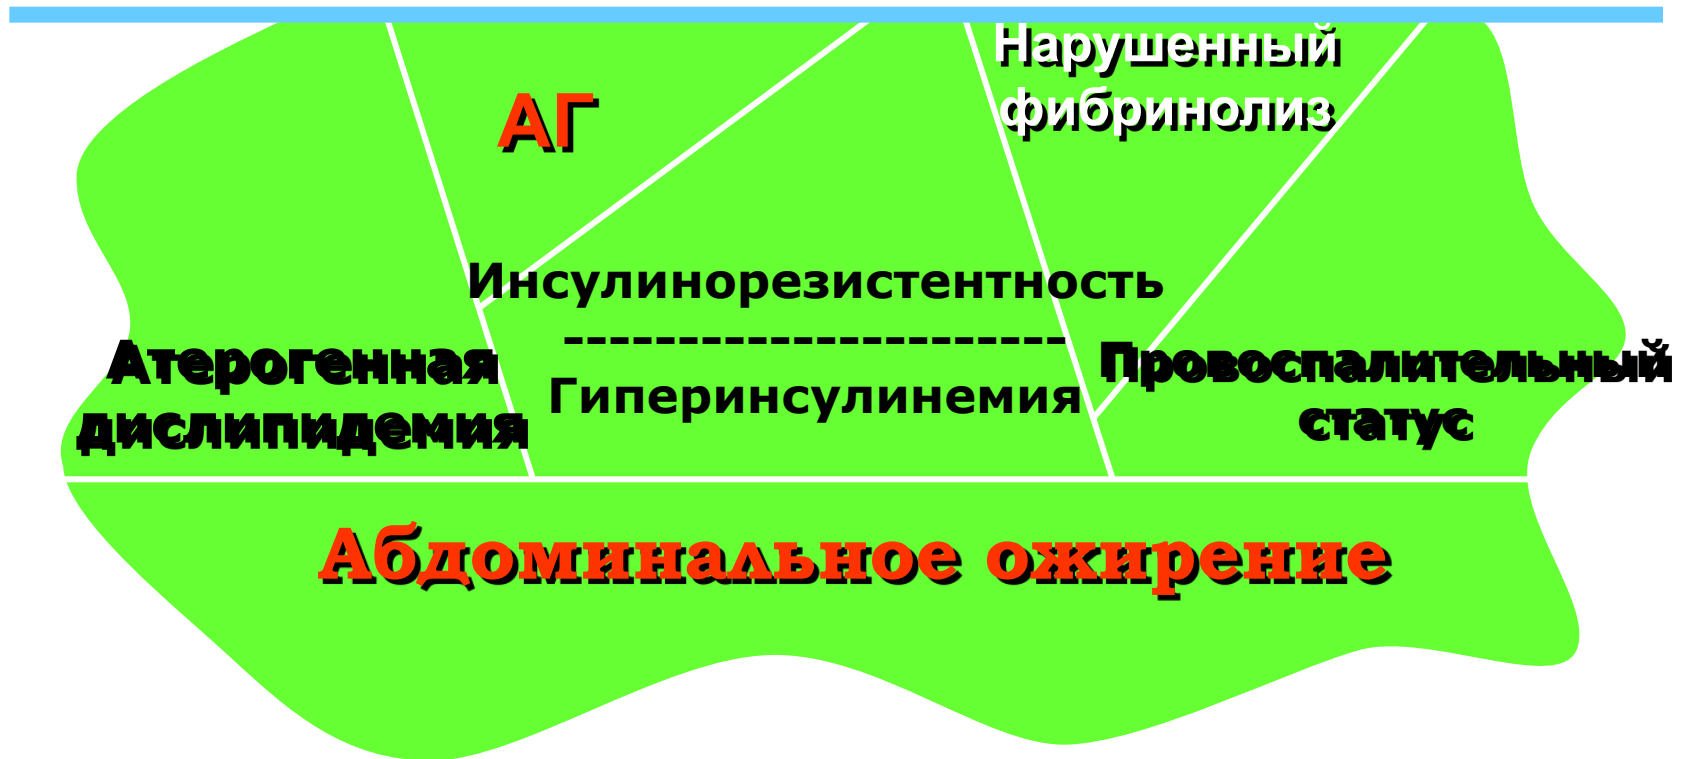 Нарушенный
фибринолиз
АГ
Инсулинорезистентность
----------------------
Гиперинсулинемия
Атерогенная
дислипидемия
Провоспалительный
статус
Абдоминальное ожирение